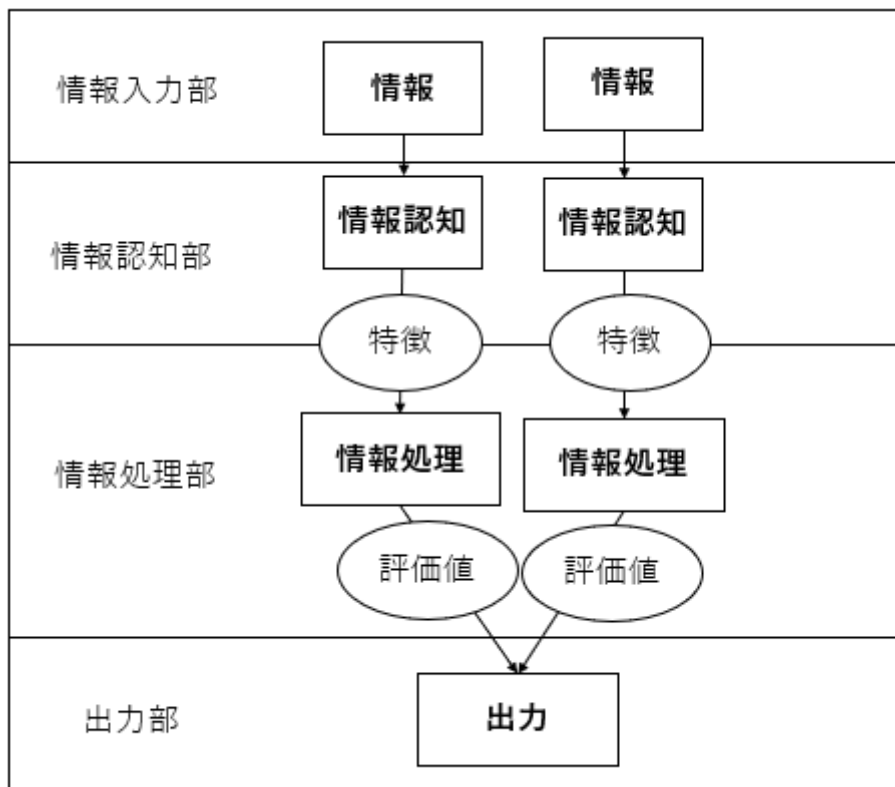 情報入力部
情報
情報
情報認知部
情報認知
情報認知
特徴
特徴
情報処理部
情報処理
情報処理
評価値
評価値
出力部
出力